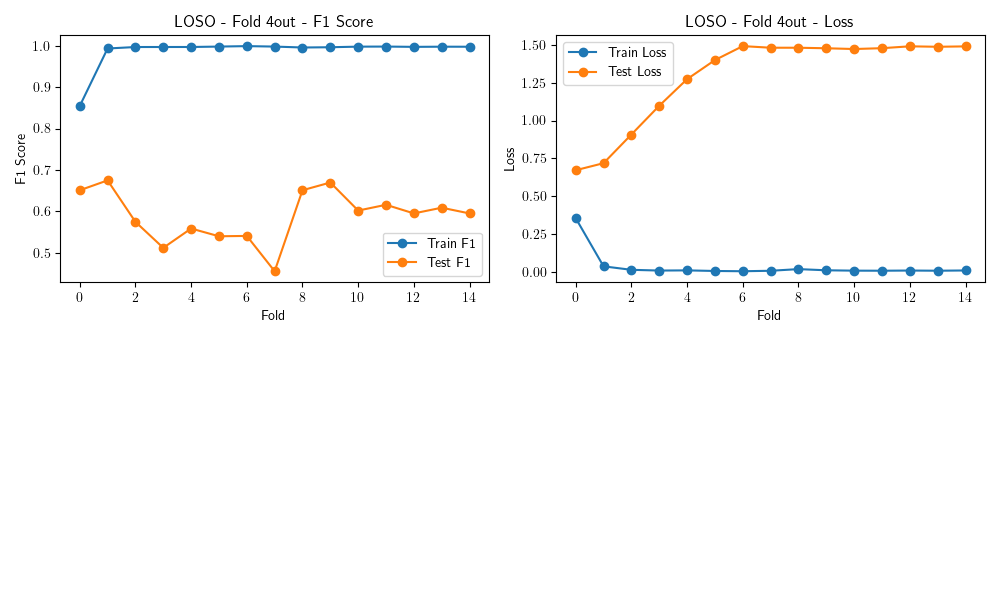 LOSO - Fold 4out - F1 Score
1.0
0.9
0.8
0.7
0.6
0.5
F1 Score
0 2 4 6 8 10 12 14
Fold
Train F1
Test F1
LOSO - Fold 4out - Loss
1.50
1.25
1.00
0.75
0.50
0.25
0.00
Loss
0 2 4 6 8 10 12 14
Fold
Train Loss
Test Loss